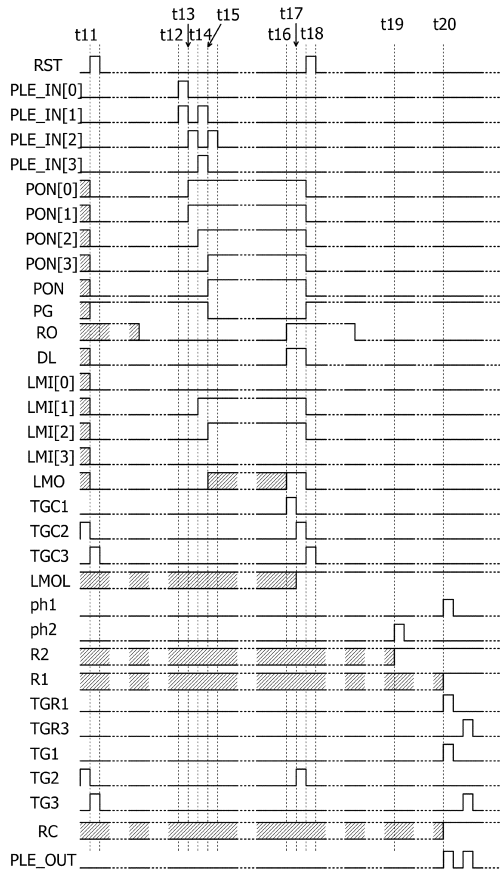 t13 t17
t15
t11 t12 t14 t16 t18 t19 t20
RST
PLE_IN[0]
PLE_IN[1]
PLE_IN[2]
PLE_IN[3]
PON[0]
PON[1]
PON[2]
PON[3]
PON
PG
RO
DL
LMI[0]
LMI[1]
LMI[2]
LMI[3]
LMO
TGC1
TGC2
TGC3
LMOL
ph1
ph2
R2
R1
TGR1
TGR3
TG1
TG2
TG3
RC
PLE_OUT